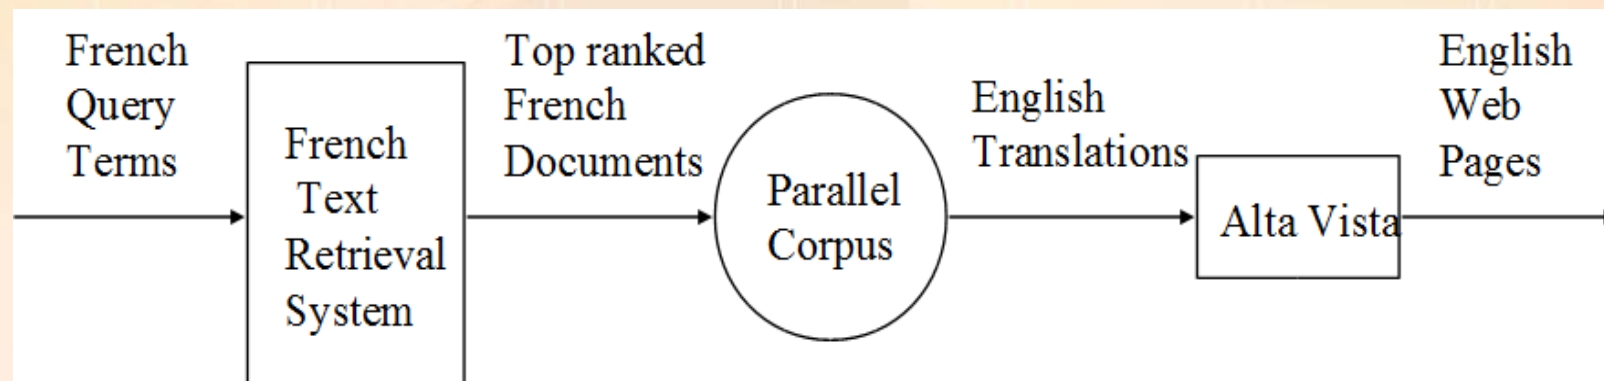 French
Query
Terms
French
Text
Retrieval
System
Top ranked
French
Documents
Parallel
Corpus
English
Translations
Alta Vista
English
Web
Pages